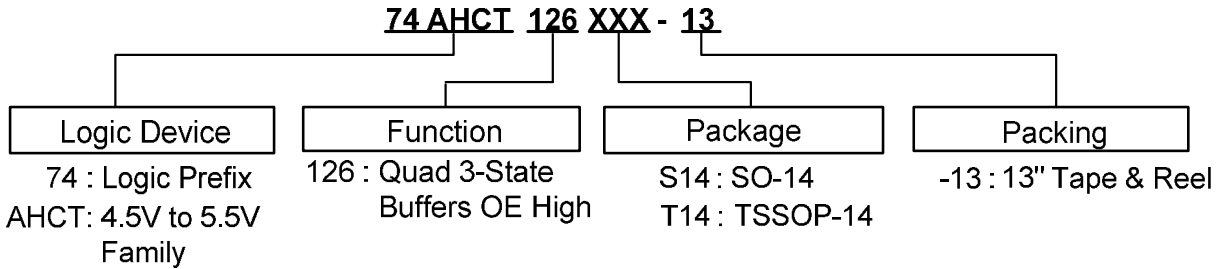 74 AHCT 126 XXX - 13
Logic Device
74 : Logic Prefix
AHCT: 4.5V to 5.5V
Family
Function
126 : Quad 3-State
Buffers OE High
Package
S14 : SO-14
T14 : TSSOP-14
Packing
-13 : 13" Tape & Reel